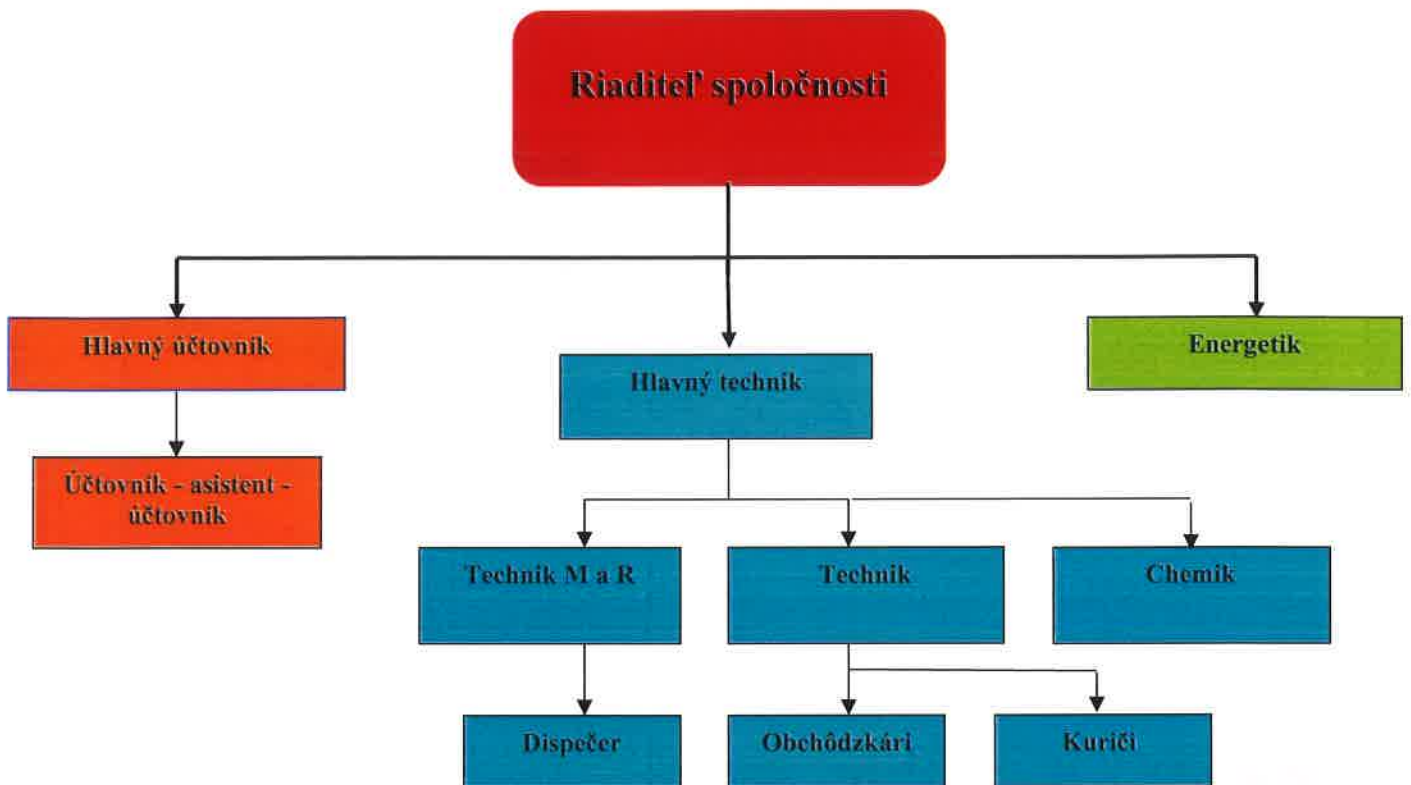 Riaditeľ spoločnosti
Hlavný účtovník
Hlavný technik
Energetik
Účtovník - asistent -
účtovník
Technik M a R
Technik
Chemik
Dispečer
Obchôdzkári
Kuriči